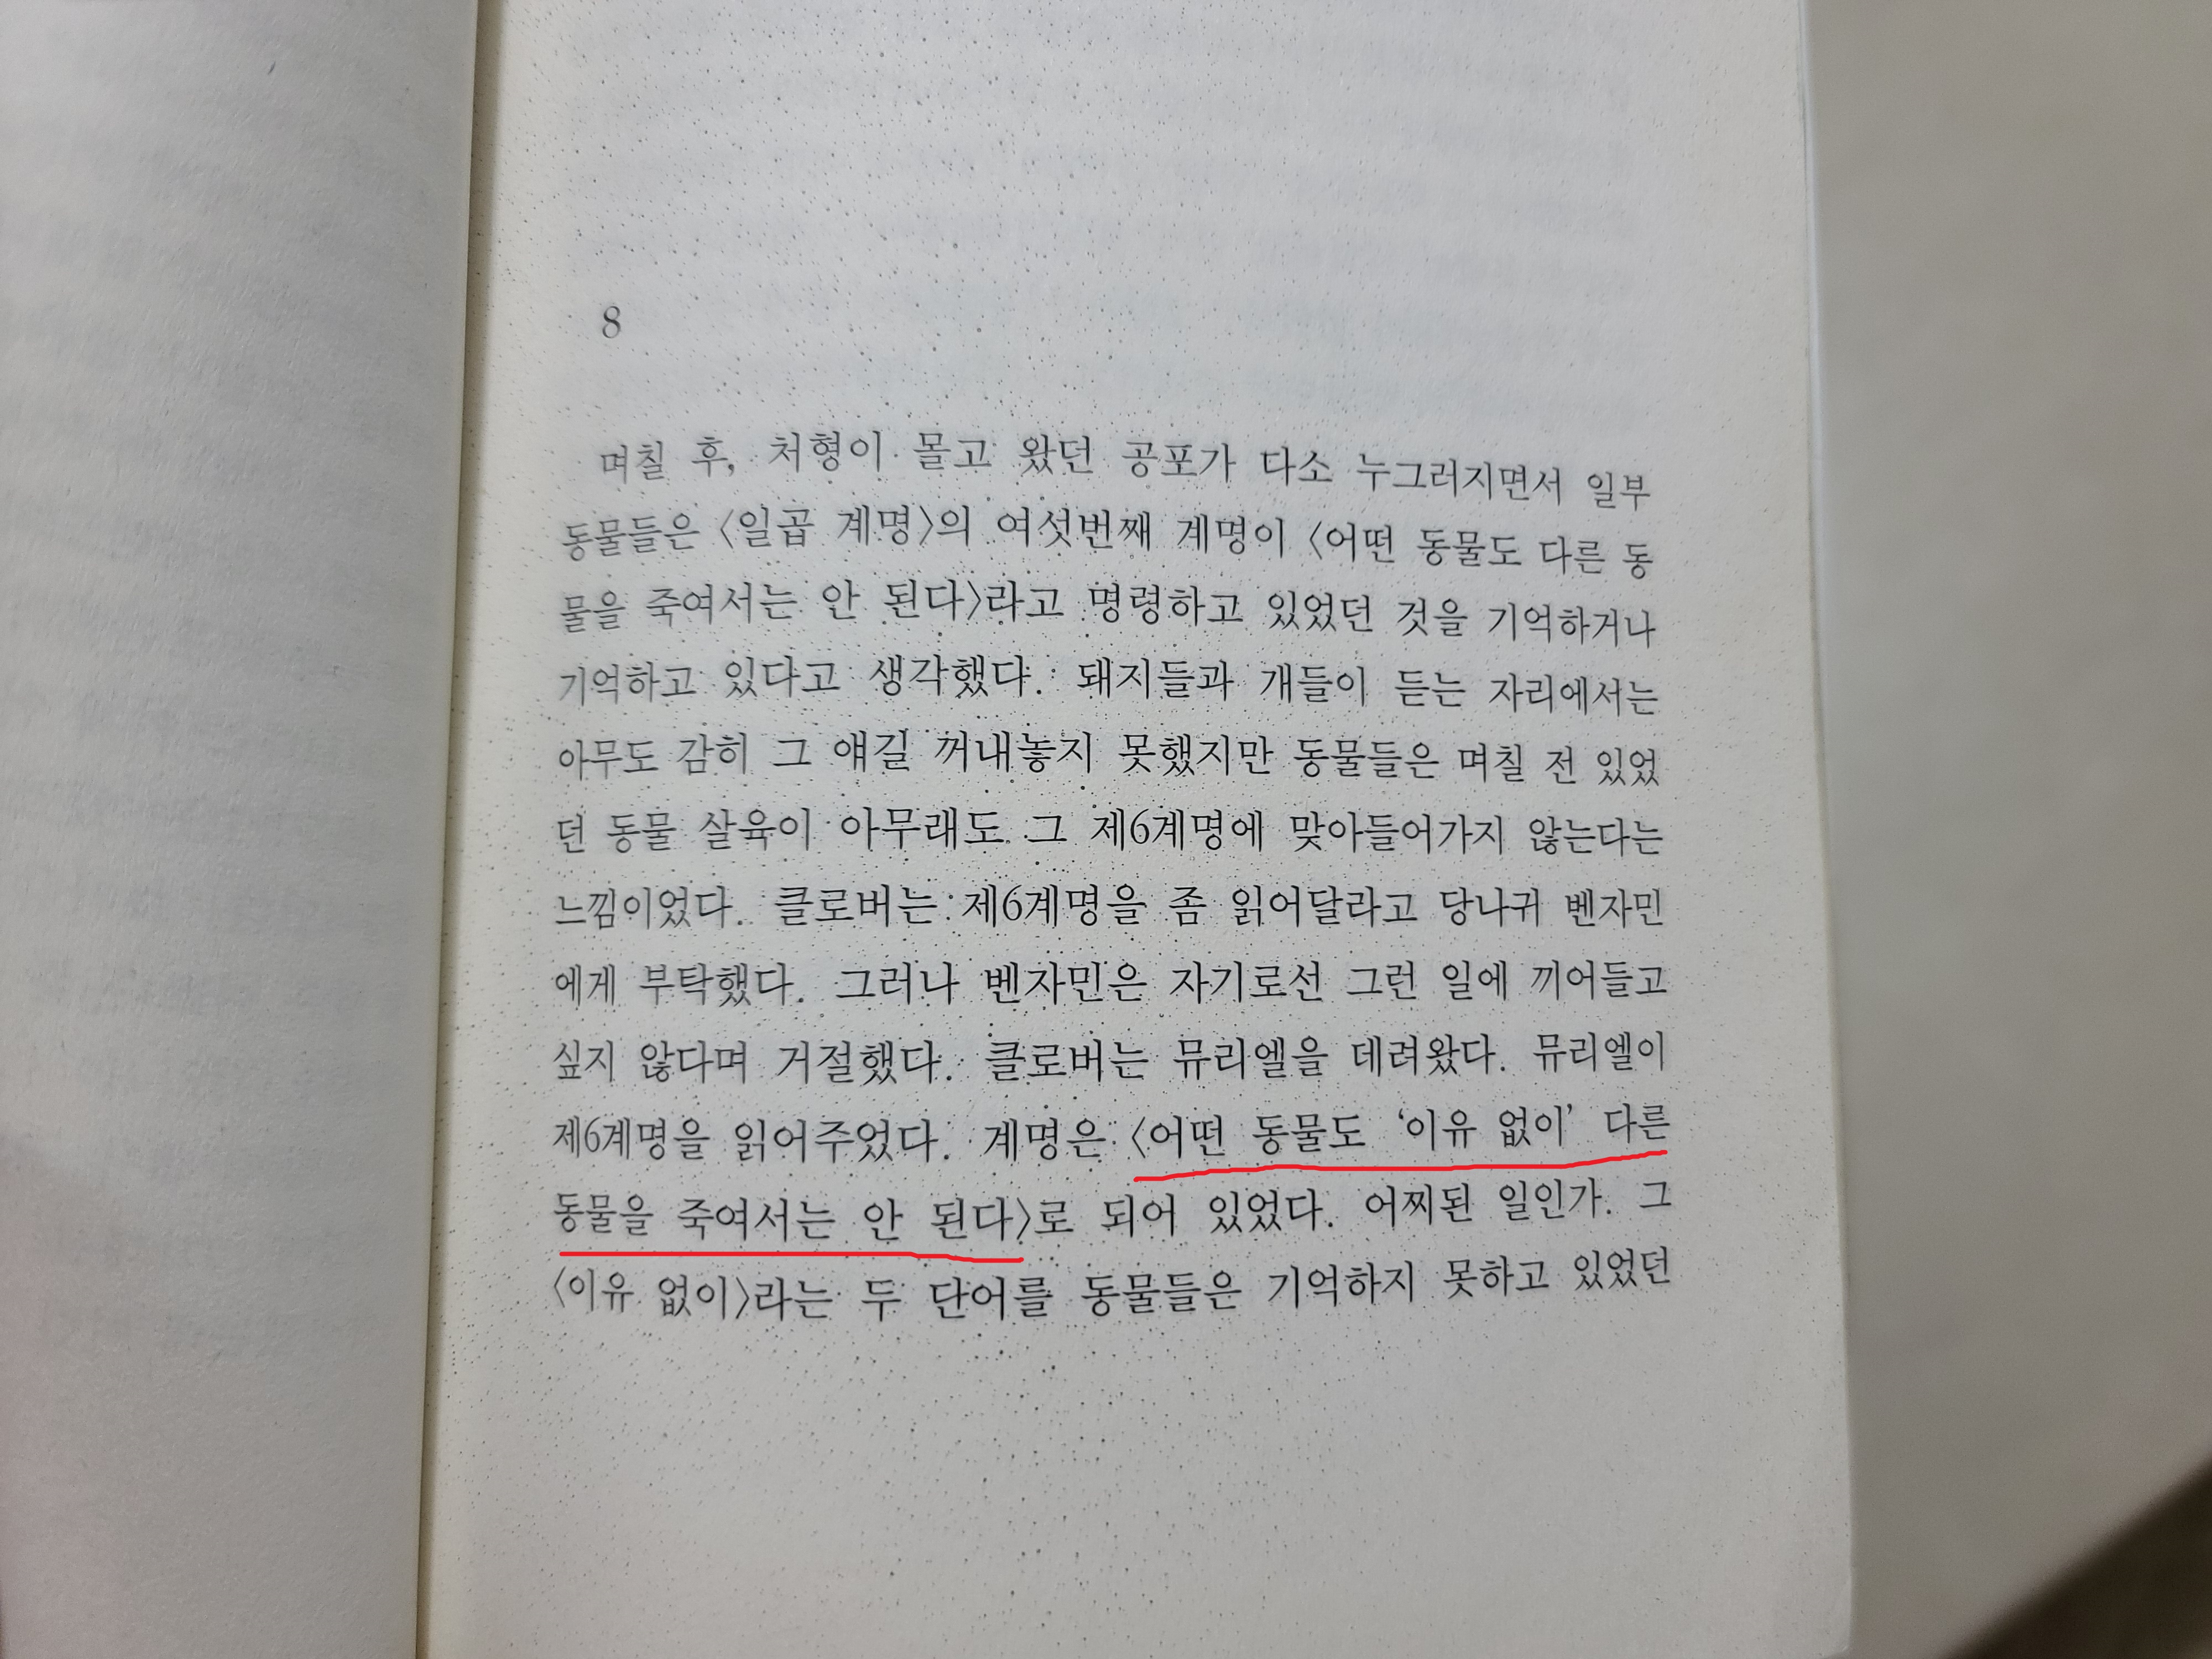 8
며칠 후, 처형이 몰고 왔던 공포가 다소 누그러지면서 일부
동물들은 〈일곱 계명〉의 여섯번째 계명이 〈어떤 동물도 다른 동
물을 죽여서는 안 된다〉라고 명령하고 있었던 것을 기억하거나
기억하고 있다고 생각했다. 돼지들과 개들이 듣는 자리에서는
아무도 감히 그 얘길 꺼내놓지 못했지만 동물들은 며칠 전 있었
던 동물 살육이 아무래도 그 제6계명에 맞아들어가지 않는다는
느낌이었다. 클로버는 제6계명을 좀 읽어달라고 당나귀 벤자민
에게 부탁했다. 그러나 벤자민은 자기로선 그런 일에 끼어들고
싶지 않다며 거절했다. 클로버는 뮤리엘을 데려왔다. 뮤리엘이
제6계명을 읽어주었다. 계명은 〈어떤 동물도 ‘이유 없이’ 다른
동물을 죽여서는 안 된다〉로 되어 있었다. 어찌된 일인가. 그
〈이유 없이〉라는 두 단어를 동물들은 기억하지 못하고 있었던